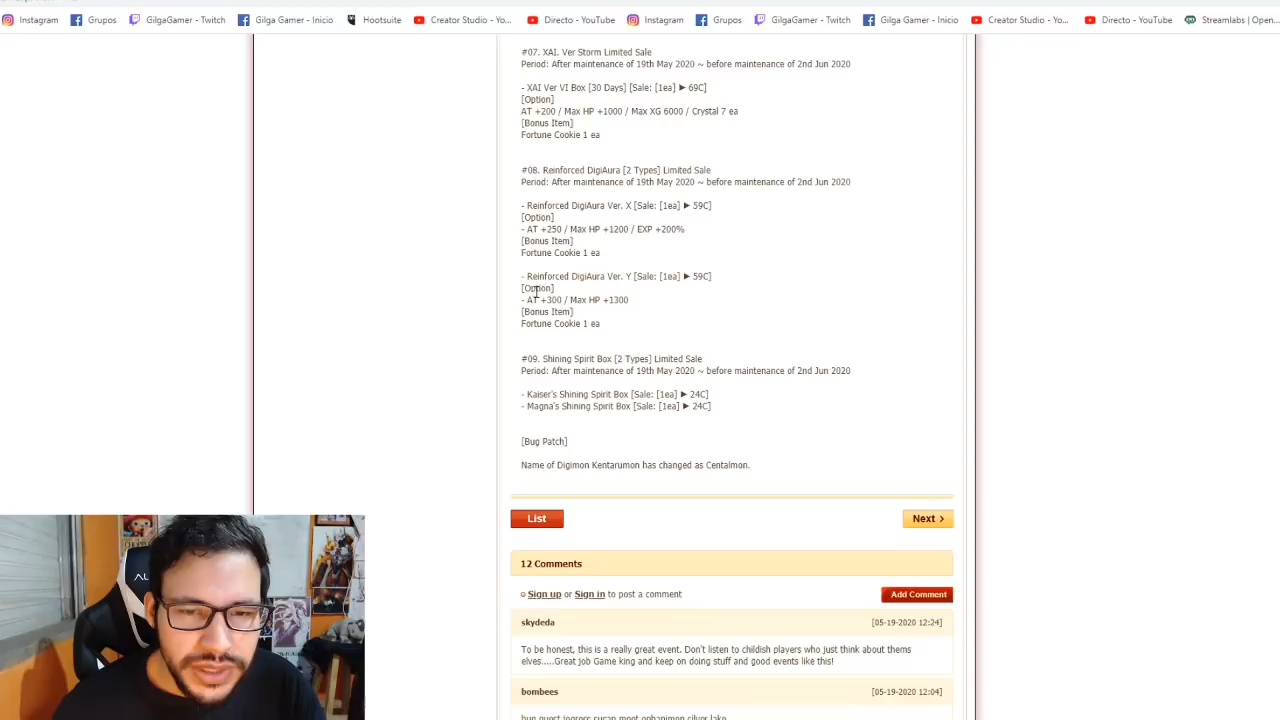 Instagram Grupos GilgaGamer - Twitch Gilga Gamer - Inicio Hootsuite Creator Studio - Yo... Directo - YouTube Instagram Grupos GilgaGamer - Twitch Gilga Gamer - Inicio Creator Studio - Yo... Directo - YouTube Streamlabs | Open...
#07. XAI. Ver Storm Limited Sale
Period: After maintenance of 19th May 2020 ~ before maintenance of 2nd Jun 2020
- XAI Ver VI Box [30 Days] [Sale: [1ea] ► 69C]
[Option]
AT +200 / Max HP +1000 / Max XG 6000 / Crystal 7 ea
[Bonus Item]
Fortune Cookie 1 ea
#08. Reinforced DigiAura [2 Types] Limited Sale
Period: After maintenance of 19th May 2020 ~ before maintenance of 2nd Jun 2020
- Reinforced DigiAura Ver. X [Sale: [1ea] ► 59C]
[Option]
- AT +250 / Max HP +1200 / EXP +200%
[Bonus Item]
Fortune Cookie 1 ea
- Reinforced DigiAura Ver. Y [Sale: [1ea] ► 59C]
[Option]
- AT +300 / Max HP +1300
[Bonus Item]
Fortune Cookie 1 ea
#09. Shining Spirit Box [2 Types] Limited Sale
Period: After maintenance of 19th May 2020 ~ before maintenance of 2nd Jun 2020
- Kaiser's Shining Spirit Box [Sale: [1ea] ► 24C]
- Magna's Shining Spirit Box [Sale: [1ea] ► 24C]
[Bug Patch]
Name of Digimon Kentarumon has changed as Centalmon.
List Next >
12 Comments
Sign up or Sign in to post a comment Add Comment
skydeda [05-19-2020 12:24]
To be honest, this is a really great event. Don't listen to childish players who just think about thems
elves.....Great job Game king and keep on doing stuff and good events like this!
bombees [05-19-2020 12:04]